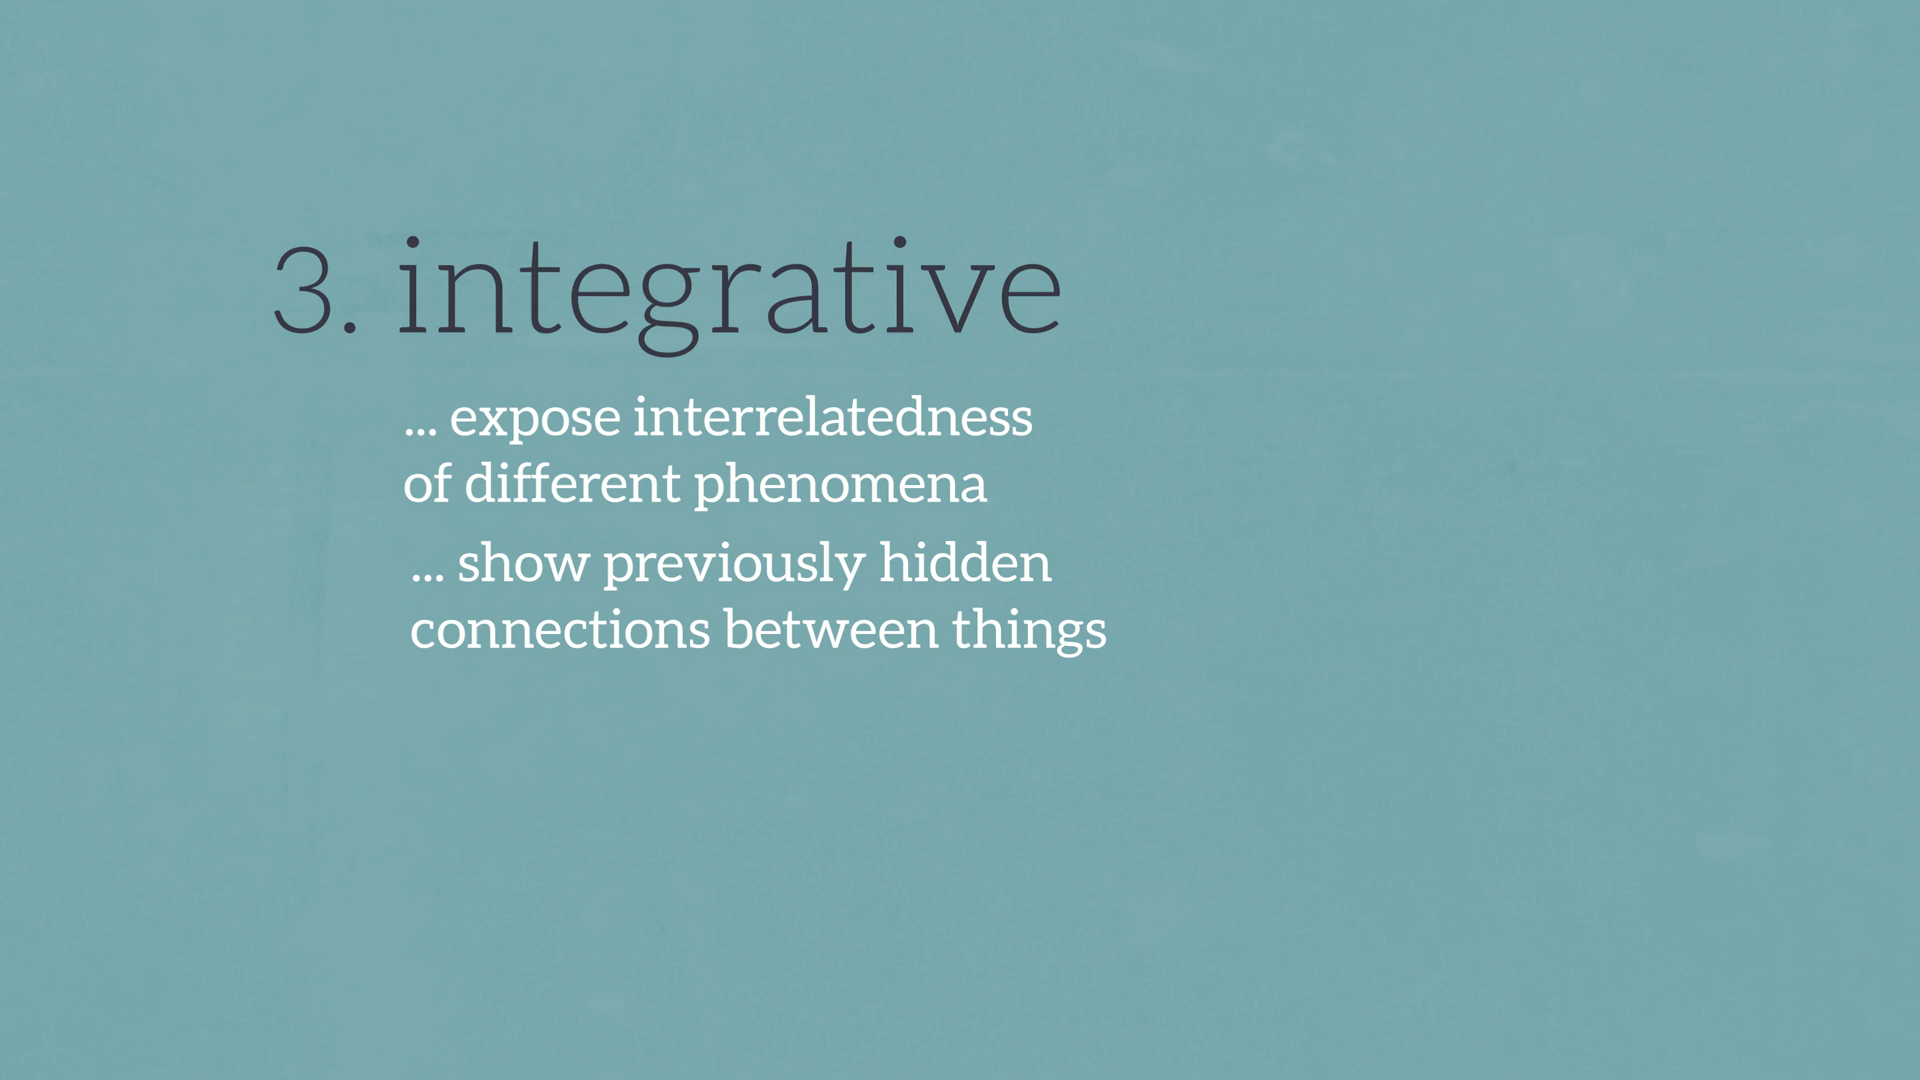 3. integrative
... expose interrelatedness
of different phenomena
... show previously hidden
connections between things